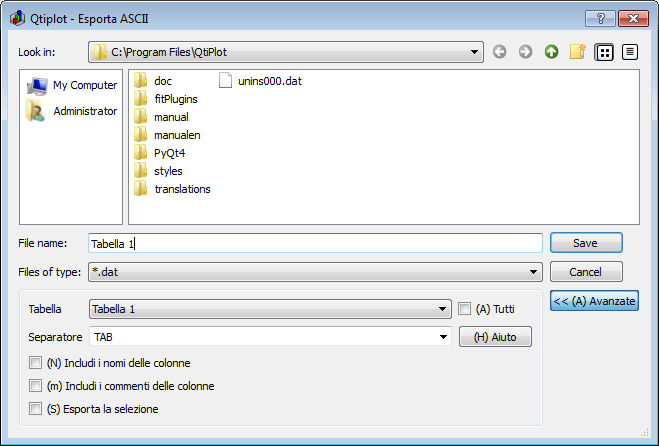 Qtiplot - Esporta ASCII
Look in: C:\Program Files\QtiPlot
My Computer
Administrator
doc
fitPlugins
manual
manualen
PyQt4
styles
translations
unins000.dat
File name: Tabella 1 Save
Files of type: *.dat Cancel
<< (A) Avanzate
Tabella Tabella 1 (A) Tutti
Separatore TAB (H) Aiuto
(N) Includi i nomi delle colonne
(m) Includi i commenti delle colonne
(S) Esporta la selezione